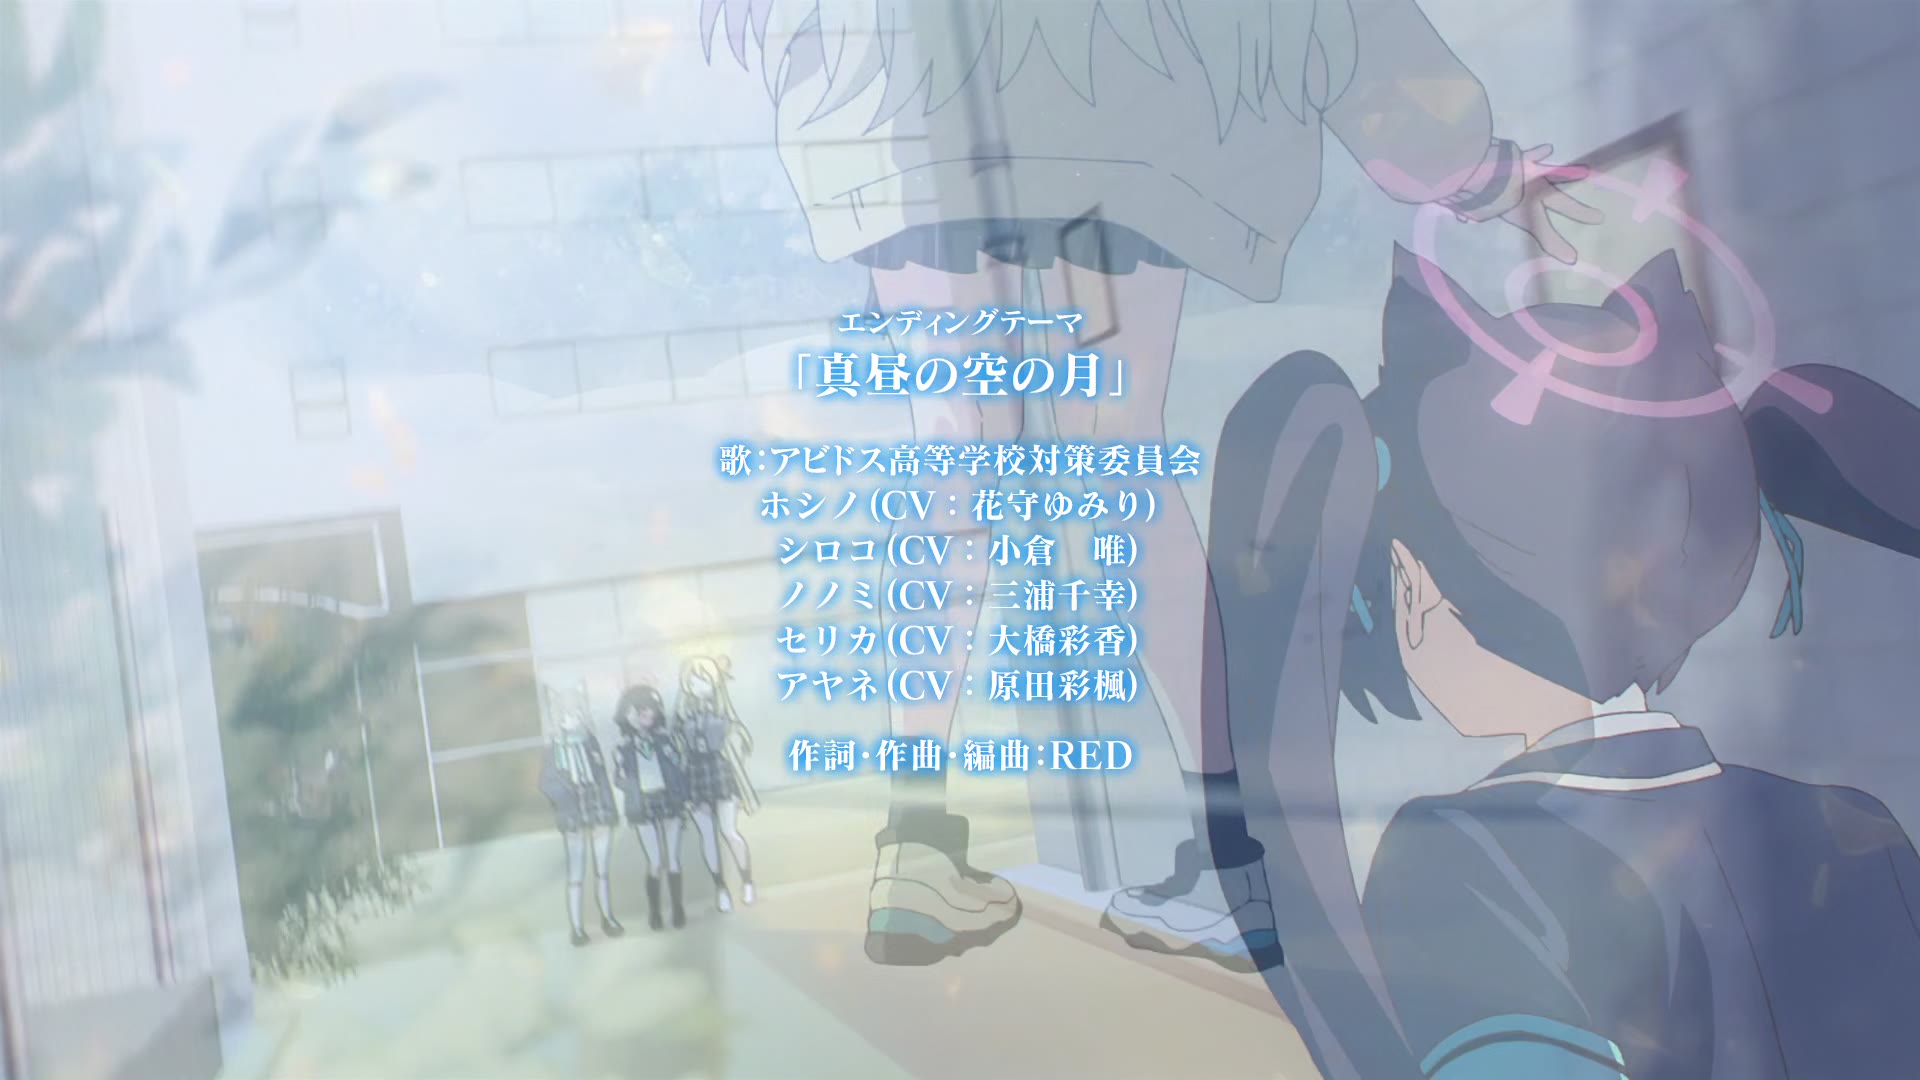 エンディングテーマ
「真昼の空の月」
歌：アビドス高等学校対策委員会
ホシノ(CV：花守ゆみり)
シロコ(CV：小倉　唯)
ノノミ(CV：三浦千幸)
セリカ(CV：大橋彩香)
アヤネ(CV：原田彩楓)
作詞・作曲・編曲：RED